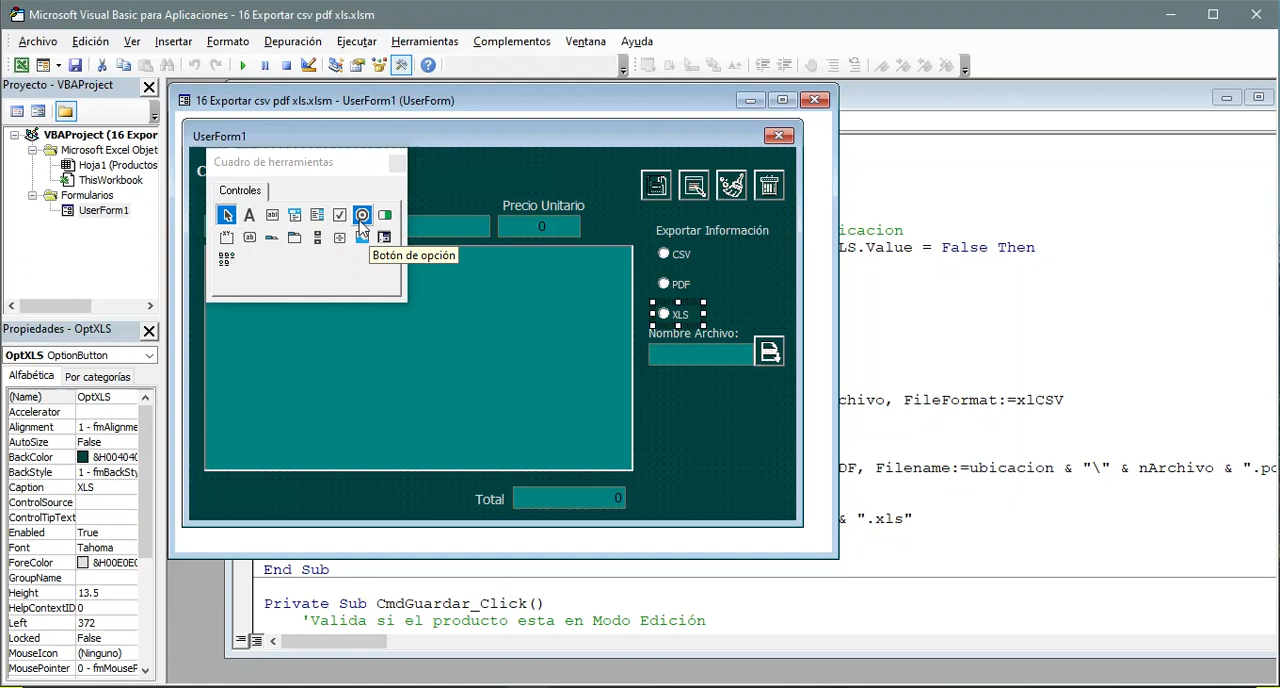 Microsoft Visual Basic para Aplicaciones - 16 Exportar csv pdf xls.xlsm
Archivo Edición Ver Insertar Formato Depuración Ejecutar Herramientas Complementos Ventana Ayuda
Proyecto - VBAProject
VBAProject (16 Expor
Microsoft Excel Objet
Hoja1 (Productos
ThisWorkbook
Formularios
UserForm1
Propiedades - OptXLS
OptXLS OptionButton
Alfabética Por categorías
(Name) OptXLS
Accelerator
Alignment 1 - fmAlignme
AutoSize False
BackColor &H00404
BackStyle 1 - fmBackSty
Caption XLS
ControlSource
ControlTipText
Enabled True
Font Tahoma
ForeColor &H00E0E
GroupName
Height 13.5
HelpContextID 0
Left 372
Locked False
MouseIcon (Ninguno)
MousePointer 0 - fmMouseP
16 Exportar csv pdf xls.xlsm - UserForm1 (UserForm)
UserForm1
Cuadro de herramientas
Controles
Botón de opción
Precio Unitario
0
Exportar Información
CSV
PDF
XLS
Nombre Archivo:
Total 0
icacion
LS.Value = False Then
chivo, FileFormat:=xlCSV
DF, Filename:=ubicacion & "\" & nArchivo & ".po
& ".xls"
End Sub
Private Sub CmdGuardar_Click()
'Valida si el producto esta en Modo Edición